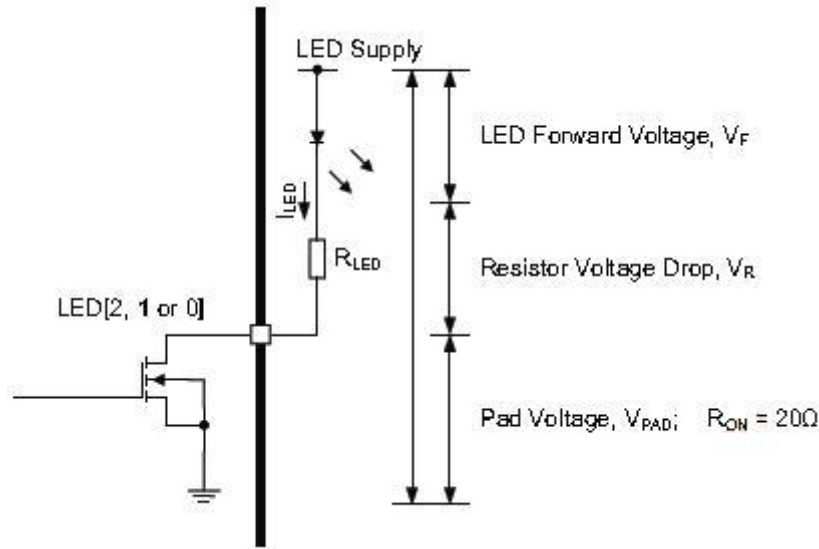 LED Supply
LED Forward Voltage, VF
ILED
RLED
Resistor Voltage Drop, VR
LED[2, 1 or 0]
Pad Voltage, VPAD; RON = 20Ω